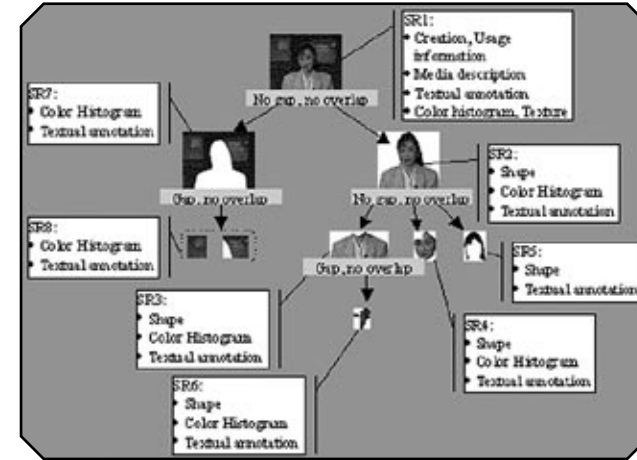 SR1:
Creation, Usage
information
Media description
Textual annotation
Color histogram, Texture
No gap, no overlap
SR7:
Color Histogram
Textual annotation
Gap, no overlap
SR2:
Shape
Color Histogram
Textual annotation
No gap, no overlap
SR8:
Color Histogram
Textual annotation
SR5:
Shape
Textual annotation
Gap, no overlap
SR3:
Shape
Color Histogram
Textual annotation
SR4:
Shape
Color Histogram
Textual annotation
SR6:
Shape
Color Histogram
Textual annotation